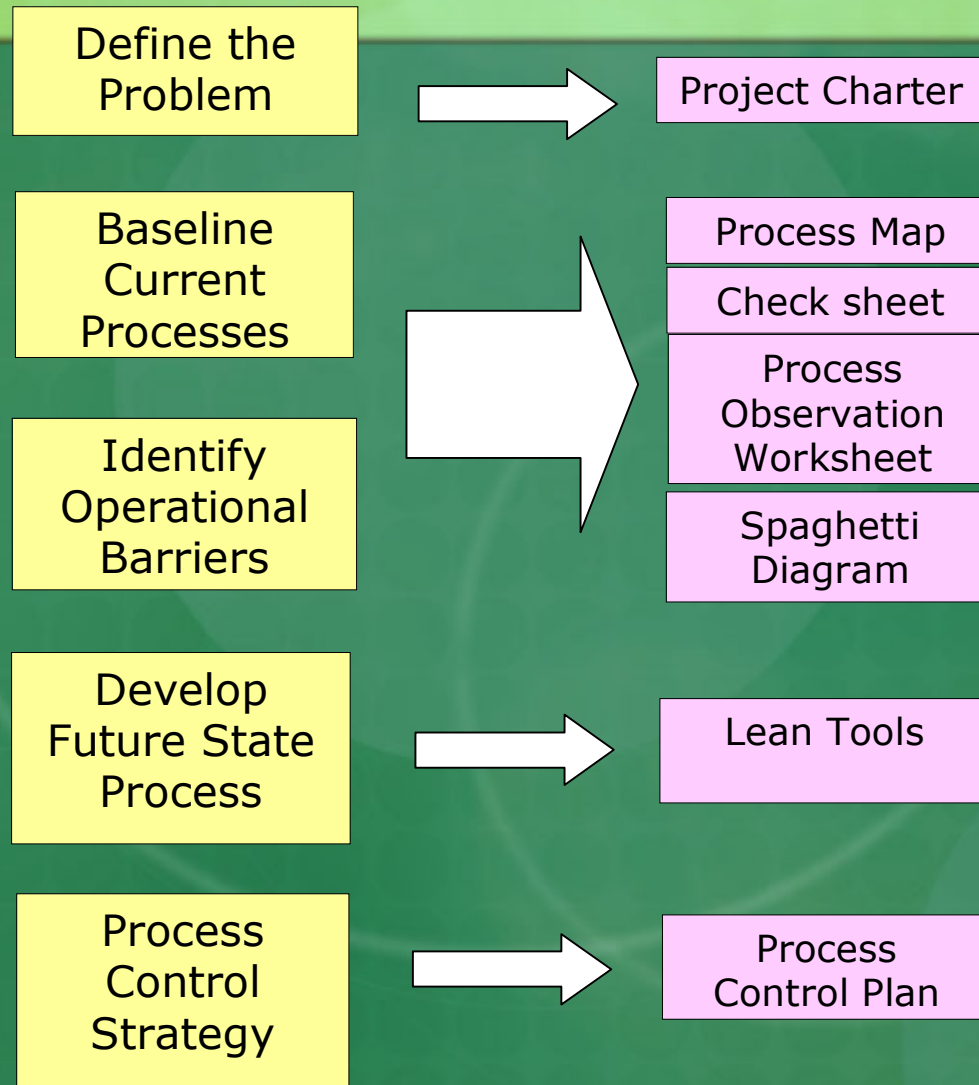 Define the
Problem
Project Charter
Baseline
Current
Processes
Identify
Operational
Barriers
Process Map
Check sheet
Process
Observation
Worksheet
Spaghetti
Diagram
Develop
Future State
Process
Lean Tools
Process
Control
Strategy
Process
Control Plan